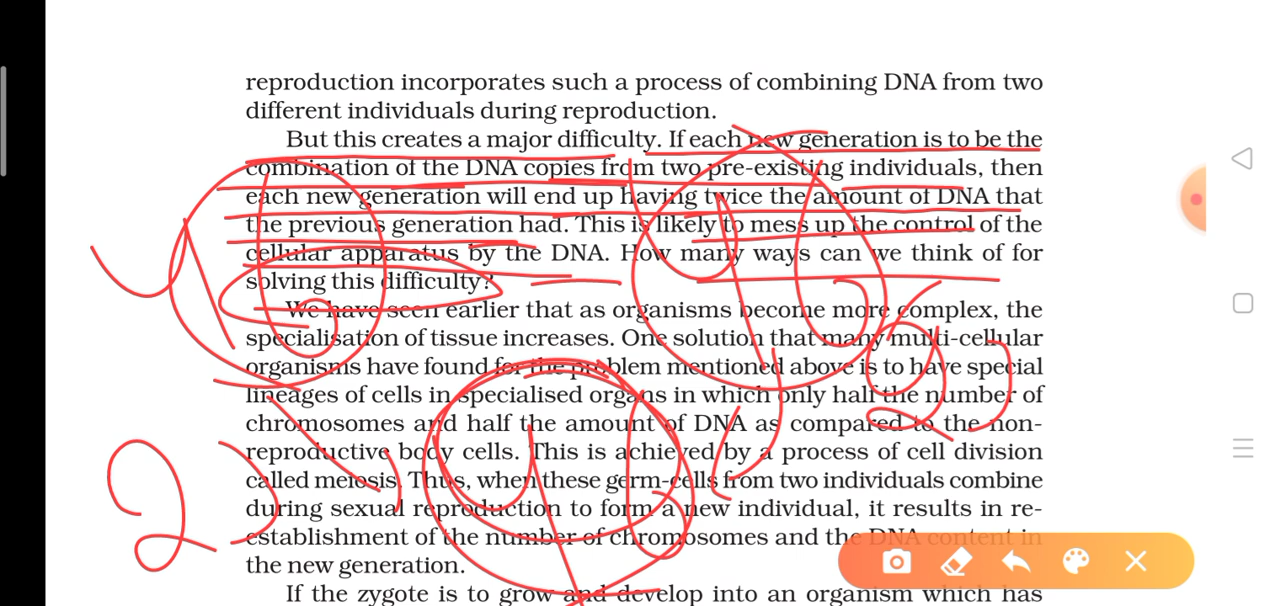 reproduction incorporates such a process of combining DNA from two
different individuals during reproduction.
But this creates a major difficulty. If each new generation is to be the
combination of the DNA copies from two pre-existing individuals, then
each new generation will end up having twice the amount of DNA that
the previous generation had. This is likely to mess up the control of the
cellular apparatus by the DNA. How many ways can we think of for
solving this difficulty?
We have seen earlier that as organisms become more complex, the
specialisation of tissue increases. One solution that many multi-cellular
organisms have found for the problem mentioned above is to have special
lineages of cells in specialised organs in which only half the number of
chromosomes and half the amount of DNA as compared to the non-
reproductive body cells. This is achieved by a process of cell division
called meiosis. Thus, when these germ-cells from two individuals combine
during sexual reproduction to form a new individual, it results in re-
establishment of the number of chromosomes and the DNA content in
the new generation.
If the zygote is to grow and develop into an organism which has